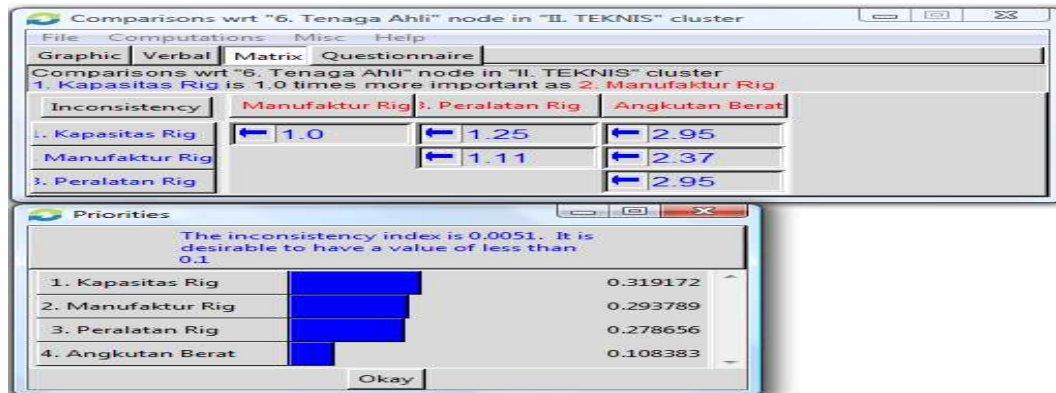 Comparisons wrt "6. Tenaga Ahli" node in "II. TEKNIS" cluster
File Computations Misc Help
Graphic Verbal Matrix Questionnaire
Comparisons wrt "6. Tenaga Ahli" node in "II. TEKNIS" cluster
1. Kapasitas Rig is 1.0 times more important as 2. Manufaktur Rig
Inconsistency Manufaktur Rig 3. Peralatan Rig Angkutan Berat
1. Kapasitas Rig 1.0 1.25 2.95
Manufaktur Rig 1.11 2.37
3. Peralatan Rig 2.95
Priorities
The inconsistency index is 0.0051. It is
desirable to have a value of less than
0.1
1. Kapasitas Rig 0.319172
2. Manufaktur Rig 0.293789
3. Peralatan Rig 0.278656
4. Angkutan Berat 0.108383
Okay